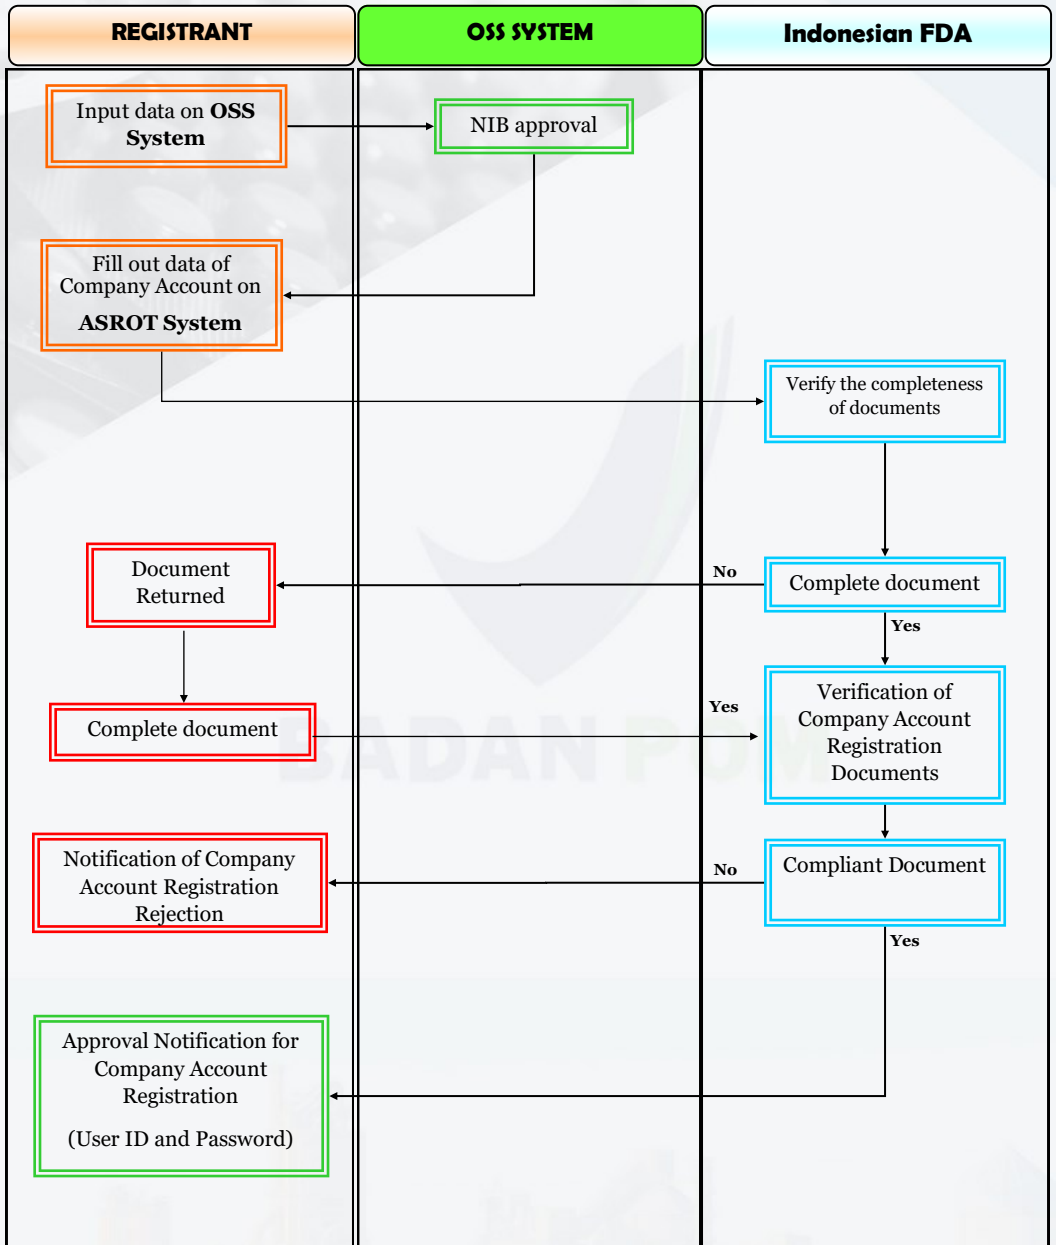 REGISTRANT
OSS SYSTEM
Indonesian FDA
Input data on OSS
System
NIB approval
Fill out data of
Company Account on
ASROT System
Verify the completeness
of documents
Document
Returned
No
Complete document
Yes
Complete document
Yes
Verification of
Company Account
Registration
Documents
BADAN POM
Notification of Company
Account Registration
Rejection
No
Compliant Document
Yes
Approval Notification for
Company Account
Registration
(User ID and Password)